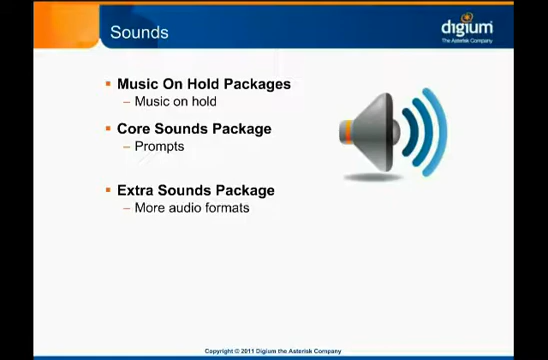 Sounds
digium
The Asterisk Company
Music On Hold Packages
– Music on hold
Core Sounds Package
– Prompts
Extra Sounds Package
– More audio formats
Copyright © 2011 Digium the Asterisk Company